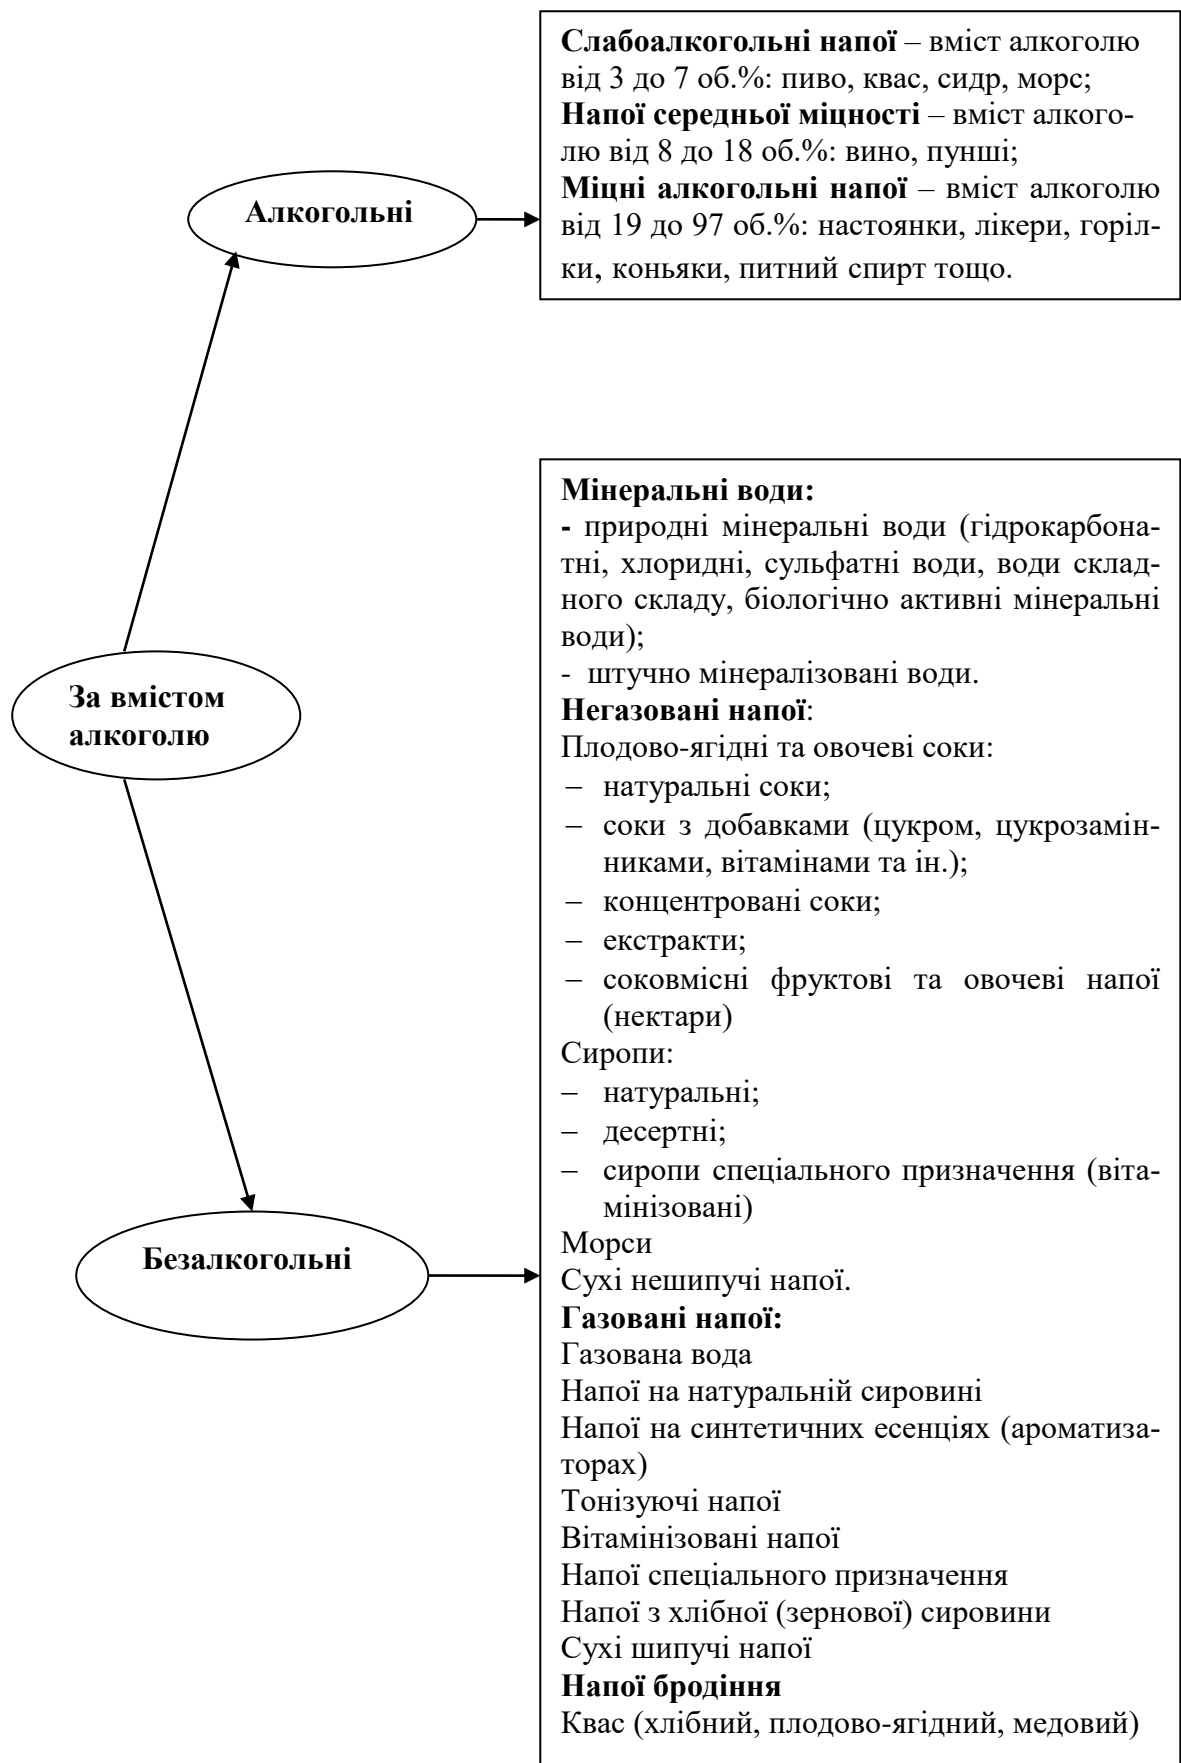 Слабоалкогольні напої – вміст алкоголю
від 3 до 7 об.%: пиво, квас, сидр, морс;
Напої середньої міцності – вміст алкого-
лю від 8 до 18 об.%: вино, пунші;
Міцні алкогольні напої – вміст алкоголю
від 19 до 97 об.%: настоянки, лікери, горіл-
ки, коньяки, питний спирт тощо.
Алкогольні
За вмістом
алкоголю
Безалкогольні
Мінеральні води:
- природні мінеральні води (гідрокарбона-
тні, хлоридні, сульфатні води, води склад-
ного складу, біологічно активні мінеральні
води);
- штучно мінералізовані води.
Негазовані напої:
Плодово-ягідні та овочеві соки:
– натуральні соки;
– соки з добавками (цукром, цукрозамін-
никами, вітамінами та ін.);
– концентровані соки;
– екстракти;
– соковмісні фруктові та овочеві напої
(нектари)
Сиропи:
– натуральні;
– десертні;
– сиропи спеціального призначення (віта-
мінізовані)
Морси
Сухі нешипучі напої.
Газовані напої:
Газована вода
Напої на натуральній сировині
Напої на синтетичних есенціях (ароматиза-
торах)
Тонізуючі напої
Вітамінізовані напої
Напої спеціального призначення
Напої з хлібної (зернової) сировини
Сухі шипучі напої
Напої бродіння
Квас (хлібний, плодово-ягідний, медовий)